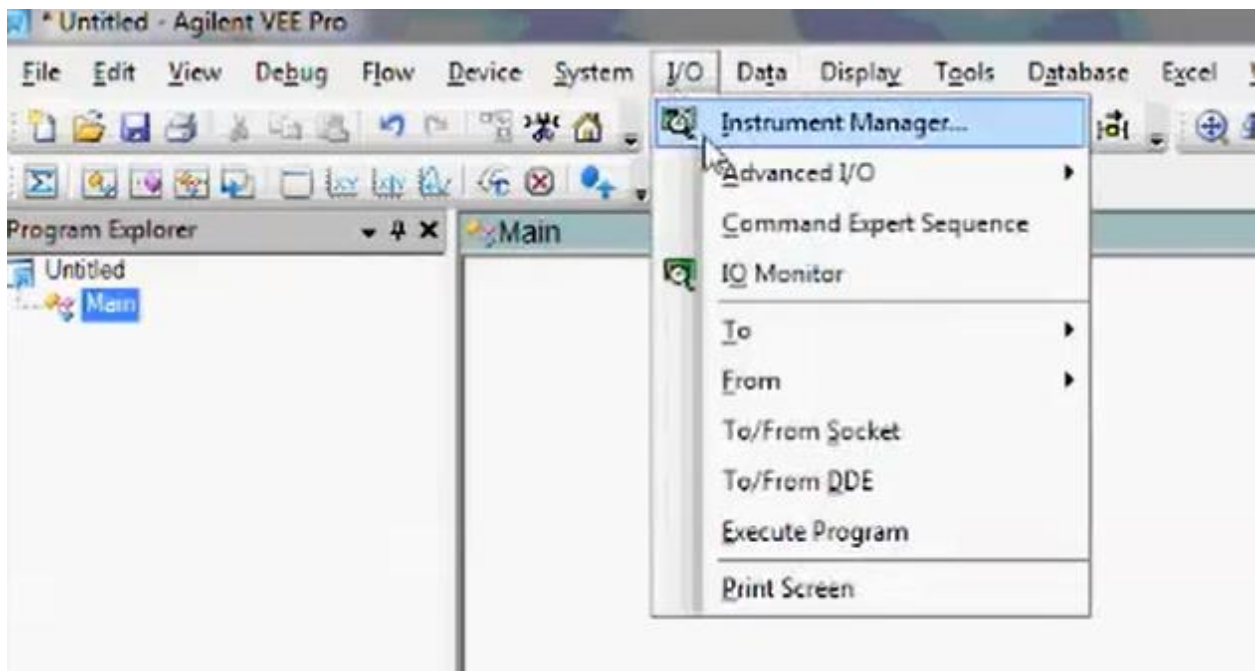 * Untitled - Agilent VEE Pro
File Edit View Debug Flow Device System I/O Data Display Tools Database Excel
Instrument Manager...
Advanced I/O
Command Expert Sequence
IO Monitor
To
From
To/From Socket
To/From DDE
Execute Program
Print Screen
Program Explorer
Untitled
Main
Main